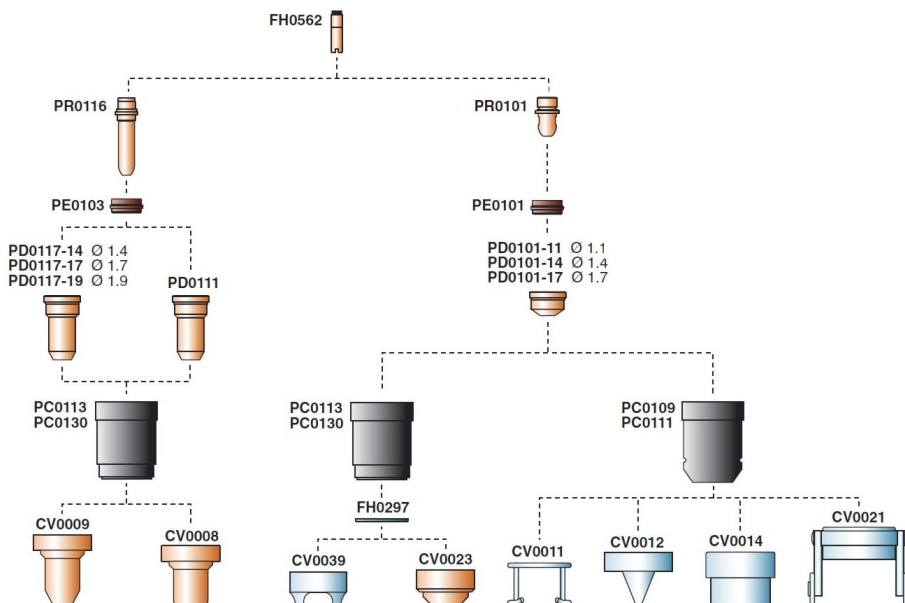 FH0562
PR0116
PR0101
PE0103
PE0101
PD0117-14 Ø 1.4
PD0117-17 Ø 1.7
PD0117-19 Ø 1.9
PD0111
PD0101-11 Ø 1.1
PD0101-14 Ø 1.4
PD0101-17 Ø 1.7
PC0113
PC0130
PC0113
PC0130
PC0109
PC0111
FH0297
CV0009
CV0008
CV0039
CV0023
CV0011
CV0012
CV0014
CV0021